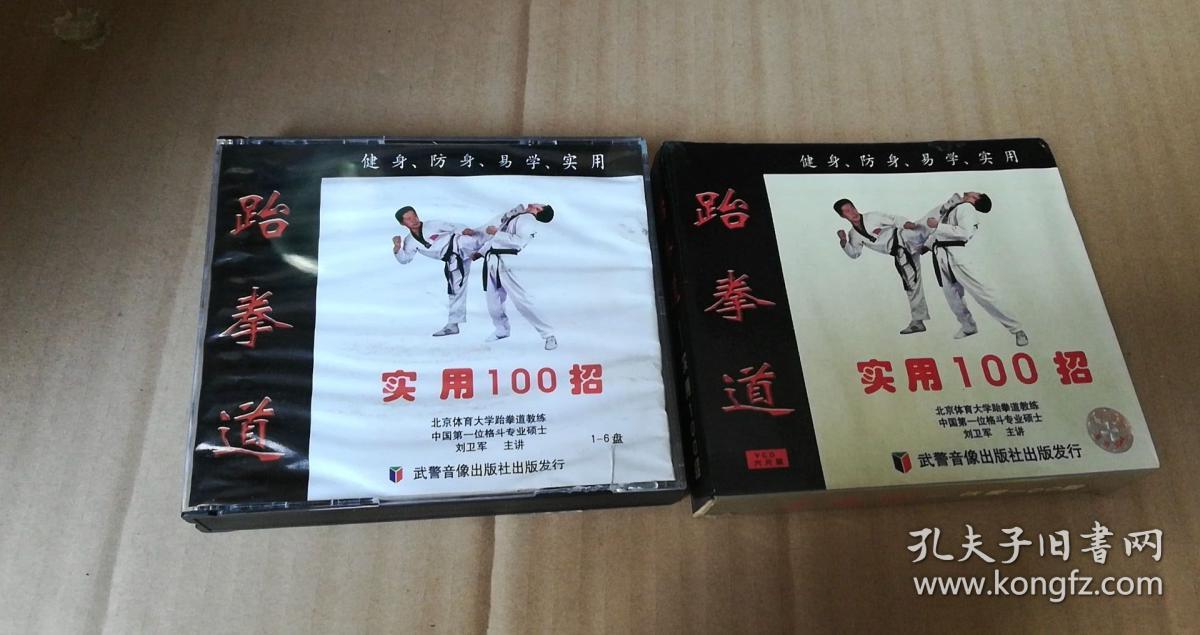 健身、防身、易学、实用
跆拳道
实用100招
北京体育大学跆拳道教练
中国第一位格斗专业硕士
刘卫军 主讲
1-6盘
武警音像出版社出版发行
健身、防身、易学、实用
跆拳道
实用100招
北京体育大学跆拳道教练
中国第一位格斗专业硕士
刘卫军 主讲
VCD
六片装
武警音像出版社出版发行
孔夫子旧書网
www.kongfz.com